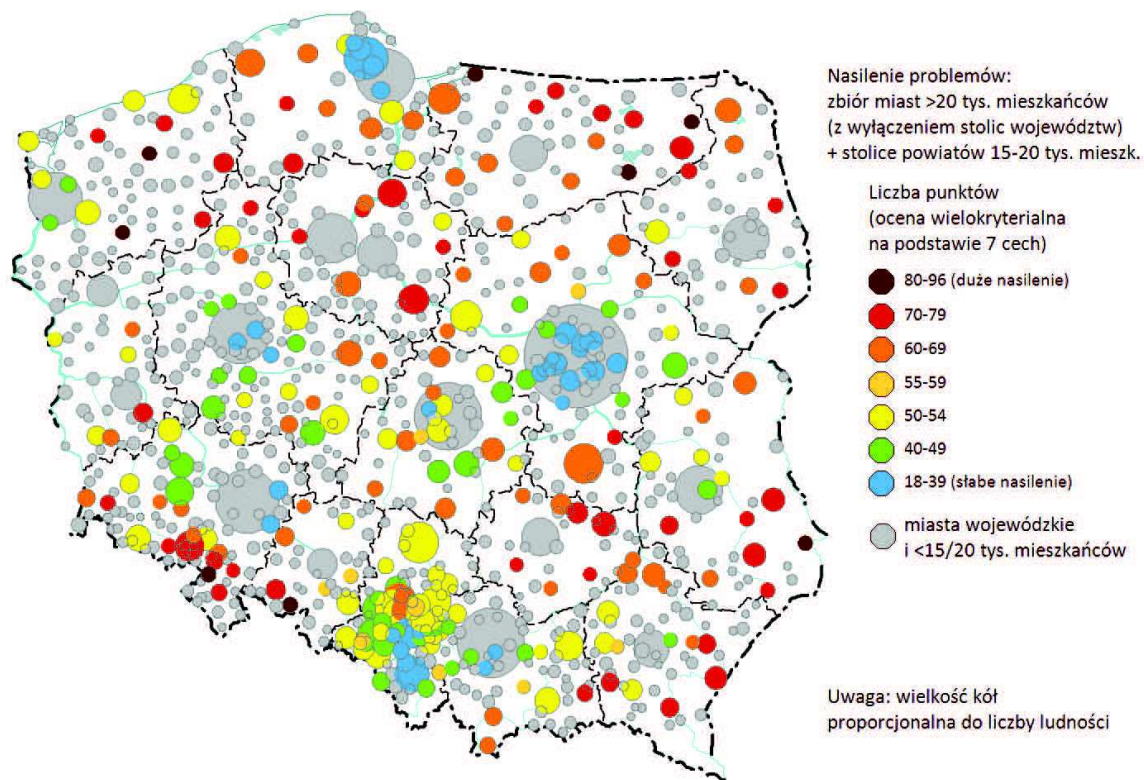 Nasilenie problemów:
zbiór miast >20 tys. mieszkańców
(z wyłączeniem stolic województw)
+ stolice powiatów 15-20 tys. mieszk.
Liczba punktów
(ocena wielokryterialna
na podstawie 7 cech)
80-96 (duże nasilenie)
70-79
60-69
55-59
50-54
40-49
18-39 (słabe nasilenie)
miasta wojewódzkie
i <15/20 tys. mieszkańców
Uwaga: wielkość kół
proporcjonalna do liczby ludności